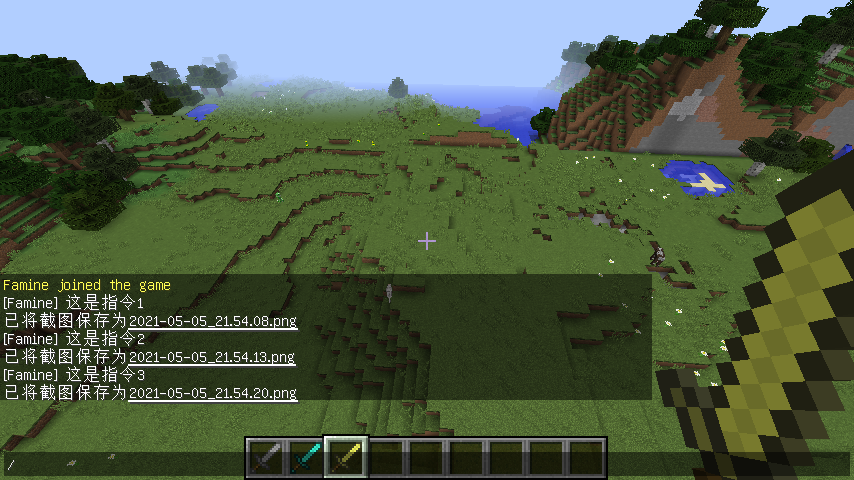 Famine joined the game
[Famine] 这是指令1
已将截图保存为2021-05-05_21.54.08.png
[Famine] 这是指令2
已将截图保存为2021-05-05_21.54.13.png
[Famine] 这是指令3
已将截图保存为2021-05-05_21.54.20.png
/